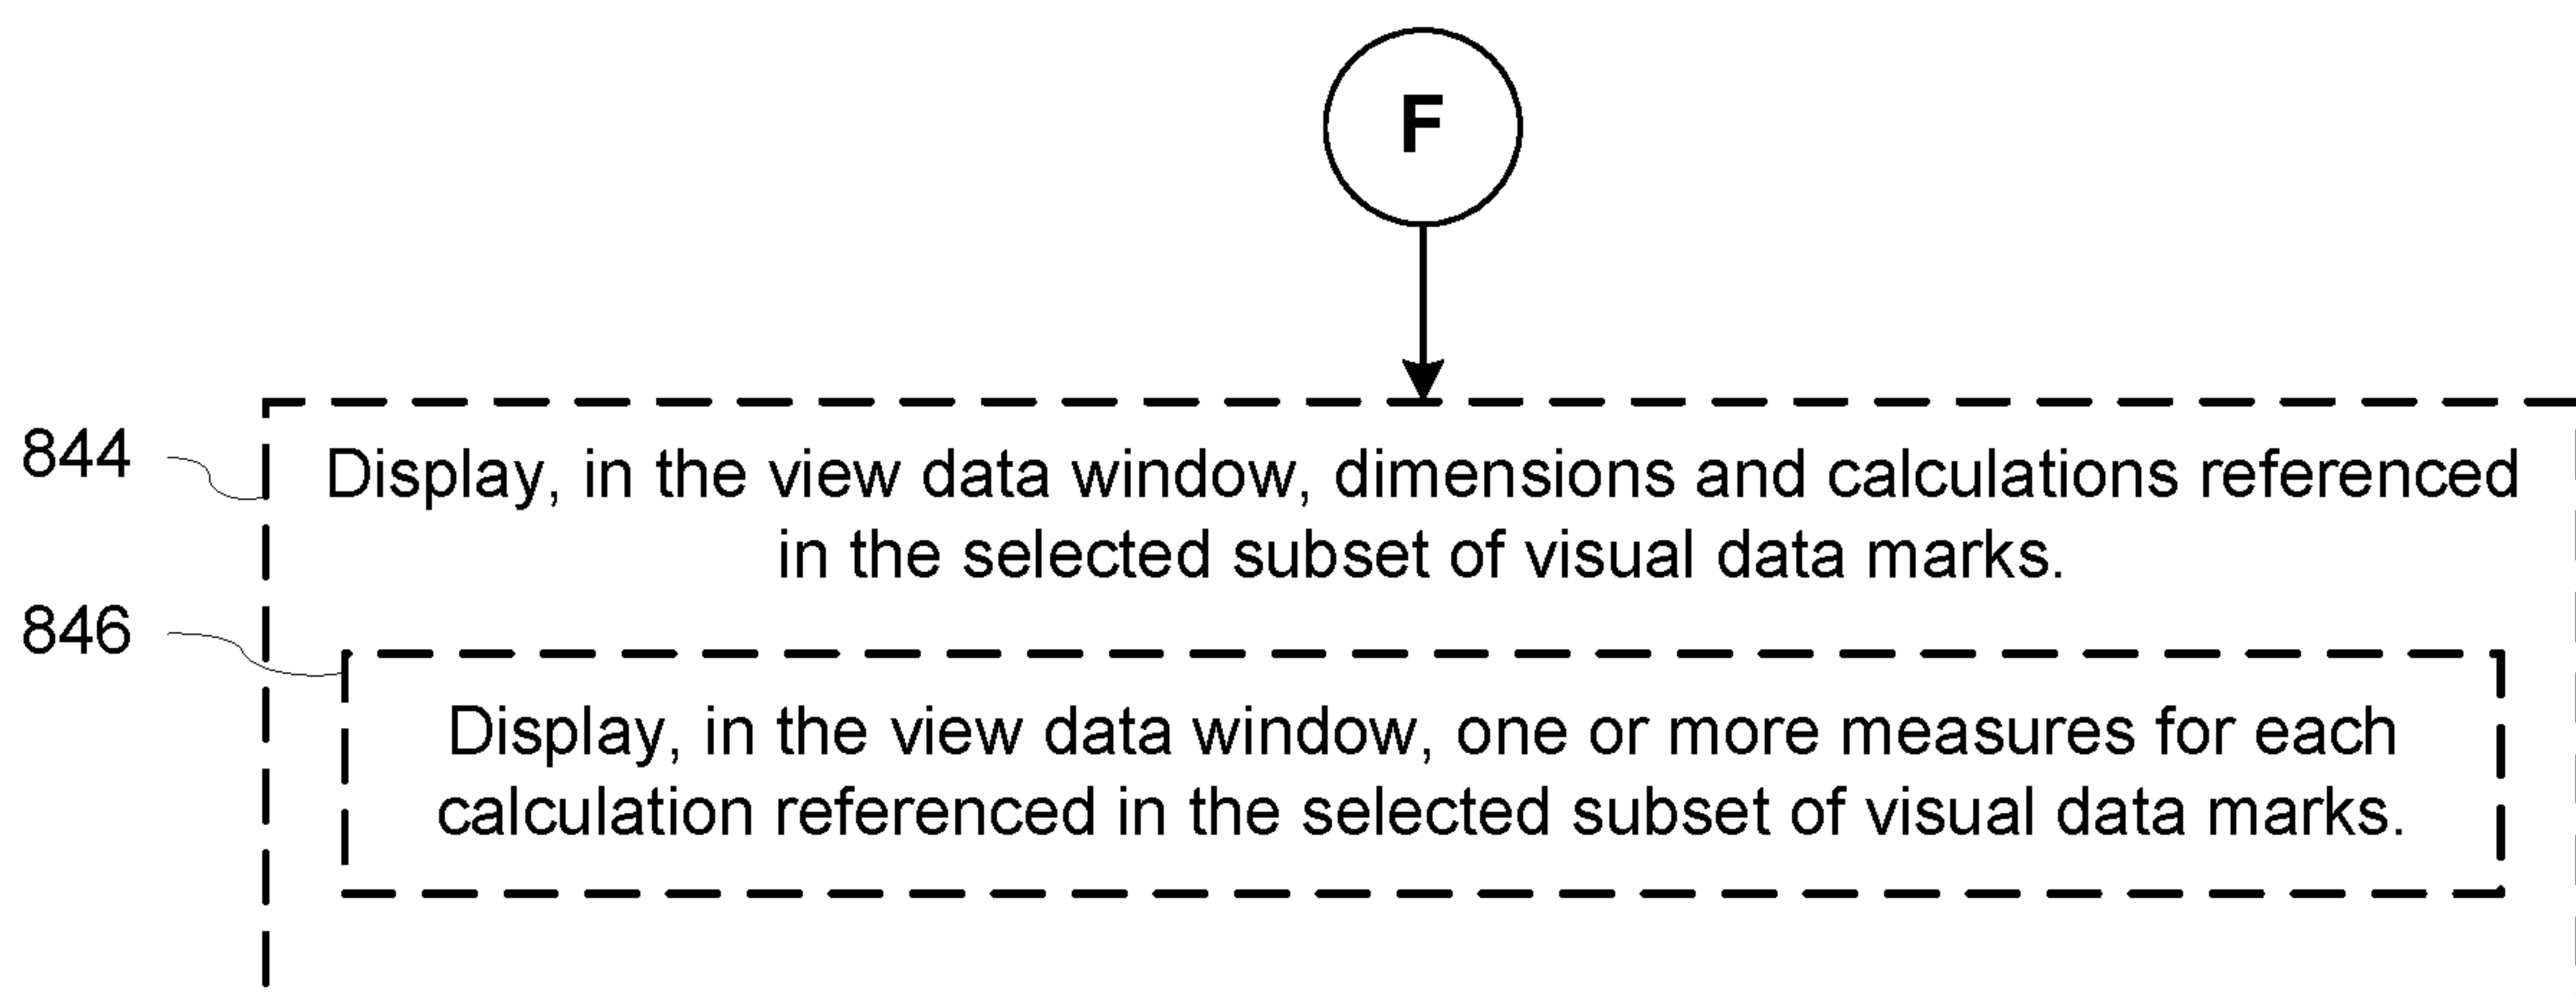 F
844
Display, in the view data window, dimensions and calculations referenced
in the selected subset of visual data marks.
846
Display, in the view data window, one or more measures for each
calculation referenced in the selected subset of visual data marks.